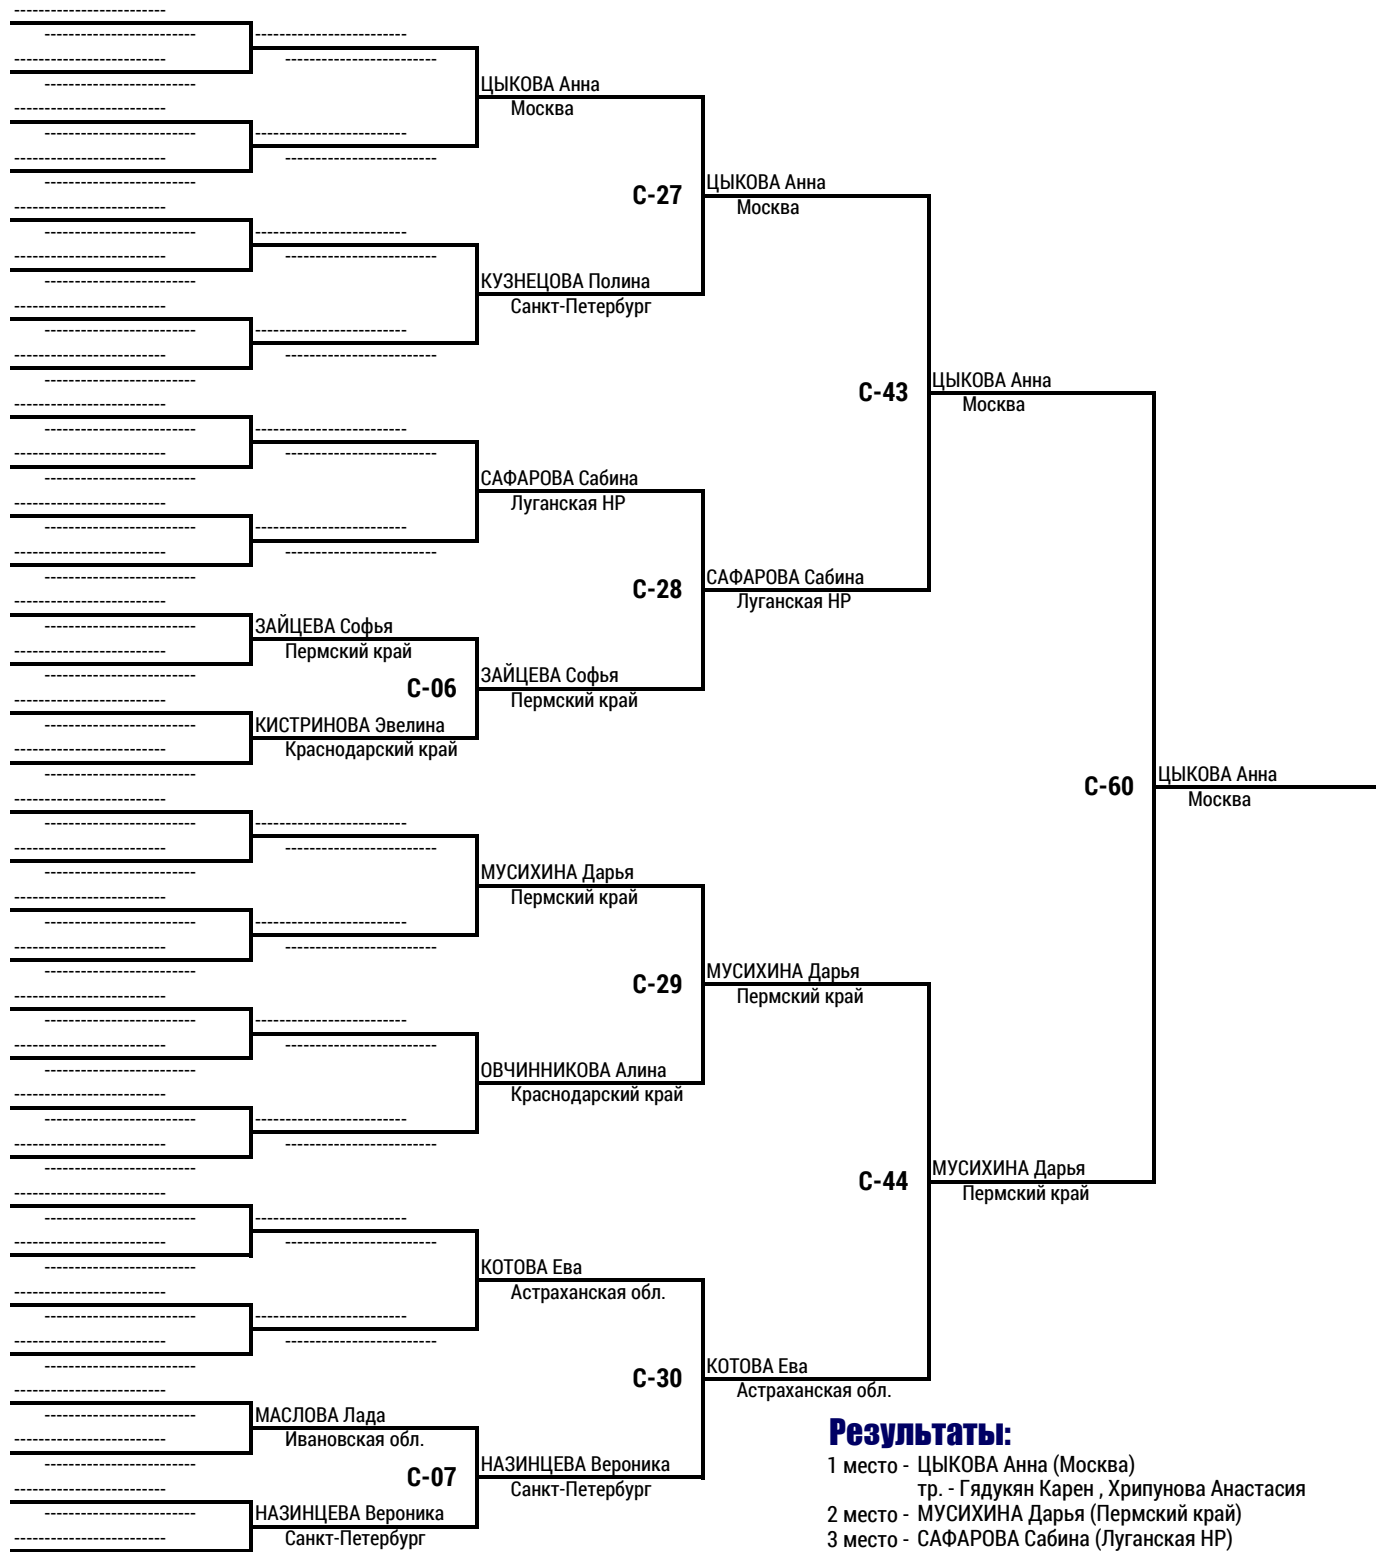 ЦЫКОВА Анна
Москва
С-27
ЦЫКОВА Анна
Москва
КУЗНЕЦОВА Полина
Санкт-Петербург
С-43
ЦЫКОВА Анна
Москва
САФАРОВА Сабина
Луганская НР
С-28
САФАРОВА Сабина
Луганская НР
ЗАЙЦЕВА Софья
Пермский край
С-06
ЗАЙЦЕВА Софья
Пермский край
КИСТРИНОВА Эвелина
Краснодарский край
С-60
ЦЫКОВА Анна
Москва
МУСИХИНА Дарья
Пермский край
С-29
МУСИХИНА Дарья
Пермский край
ОВЧИННИКОВА Алина
Краснодарский край
С-44
МУСИХИНА Дарья
Пермский край
КОТОВА Ева
Астраханская обл.
С-30
КОТОВА Ева
Астраханская обл.
МАСЛОВА Лада
Ивановская обл.
С-07
НАЗИНЦЕВА Вероника
Санкт-Петербург
НАЗИНЦЕВА Вероника
Санкт-Петербург
Результаты:
1 место - ЦЫКОВА Анна (Москва)
тр. - Гядукян Карен , Хрипунова Анастасия
2 место - МУСИХИНА Дарья (Пермский край)
3 место - САФАРОВА Сабина (Луганская НР)